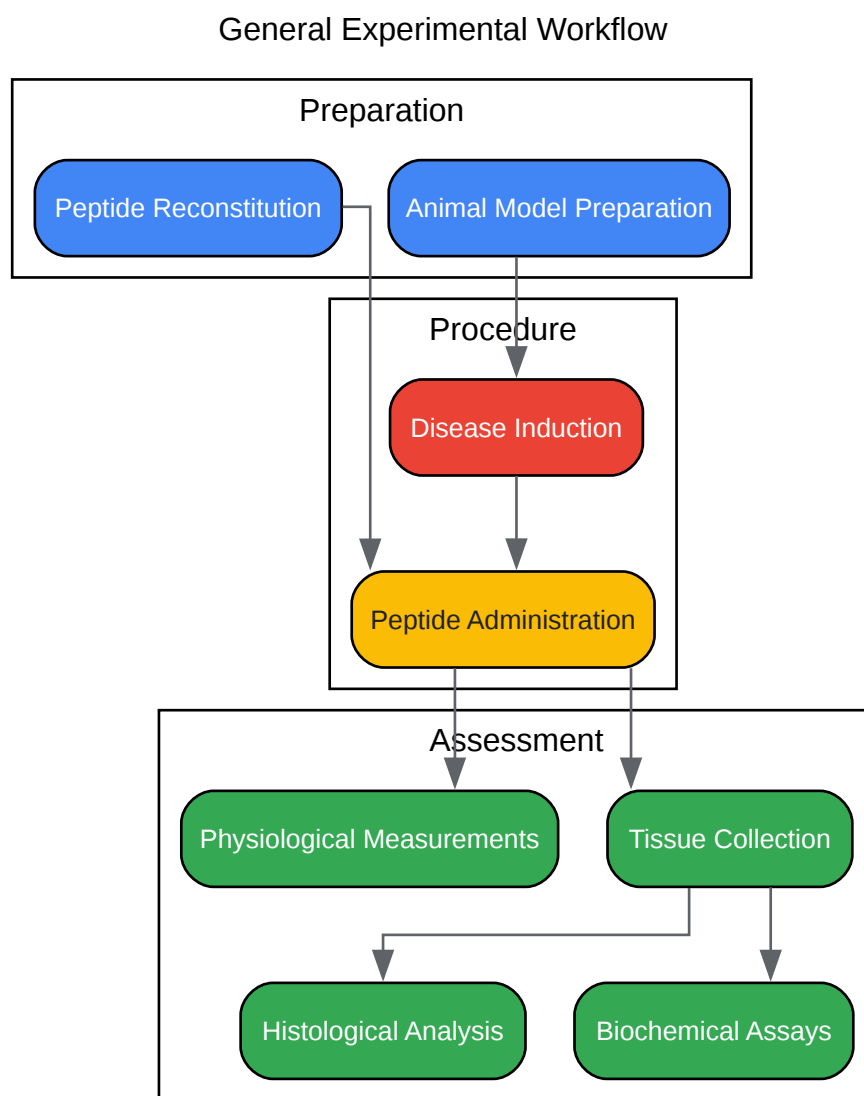 General Experimental Workflow
Preparation
Peptide Reconstitution
Animal Model Preparation
Procedure
Disease Induction
Peptide Administration
Assessment
Physiological Measurements
Tissue Collection
Histological Analysis
Biochemical Assays